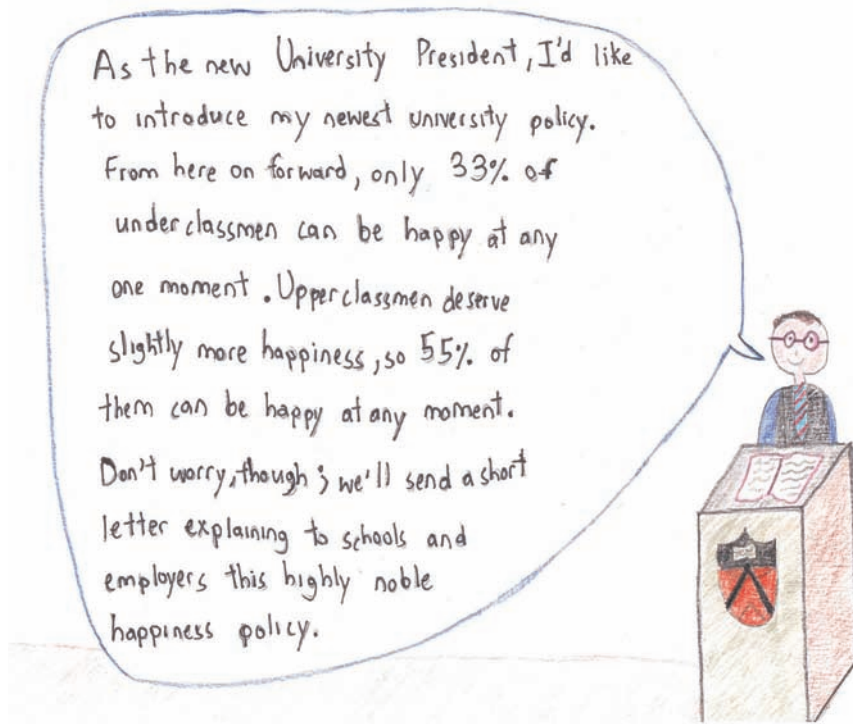 As the new University President, I'd like
to introduce my newest university policy.
From here on forward, only 33% of
underclassmen can be happy at any
one moment. Upperclassmen deserve
slightly more happiness, so 55% of
them can be happy at any moment.
Don't worry, though; we'll send a short
letter explaining to schools and
employers this highly noble
happiness policy.